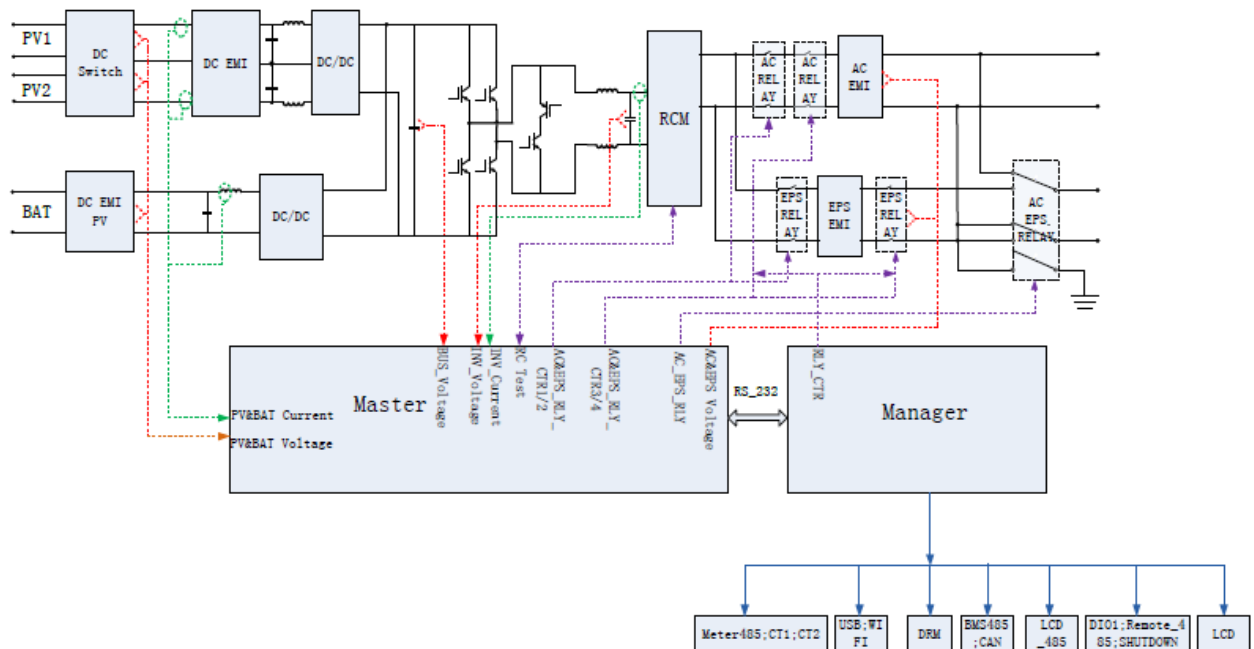 PV1
PV2
DC
Switch
DC EMI
DC/DC
RCM
AC
REL
AY
AC
REL
AY
AC
EMI
BAT
DC EMI
PV
DC/DC
EPS
REL
AY
EPS
EMI
EPS
REL
AY
AC
EPS_
RELAY
BUS_Voltage
INV_Voltage
INV_Current
RC Test
AC&EPS_RLY_
CTR1/2
AC&EPS_RLY_
CTR3/4
AC_EPS_RLY
AC&EPS Voltage
RLY_CTR
RS_232
Master
Manager
PV&BAT Current
PV&BAT Voltage
Meter485;CT1;CT2
USB;WI
FI
DRM
BMS485
;CAN
LCD
_485
DIO1;Remote_4
85;SHUTDOWN
LCD